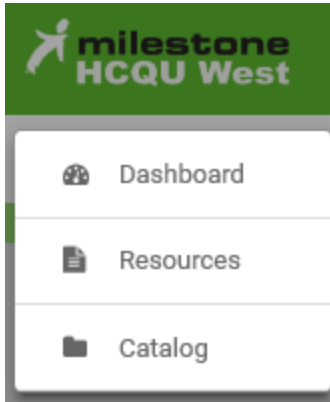 milestone
HCQU West
Dashboard
Resources
Catalog